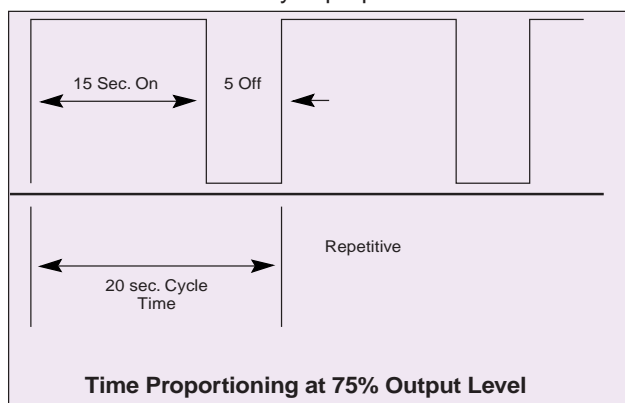 15 Sec. On
5 Off
Repetitive
20 sec. Cycle
Time
Time Proportioning at 75% Output Level